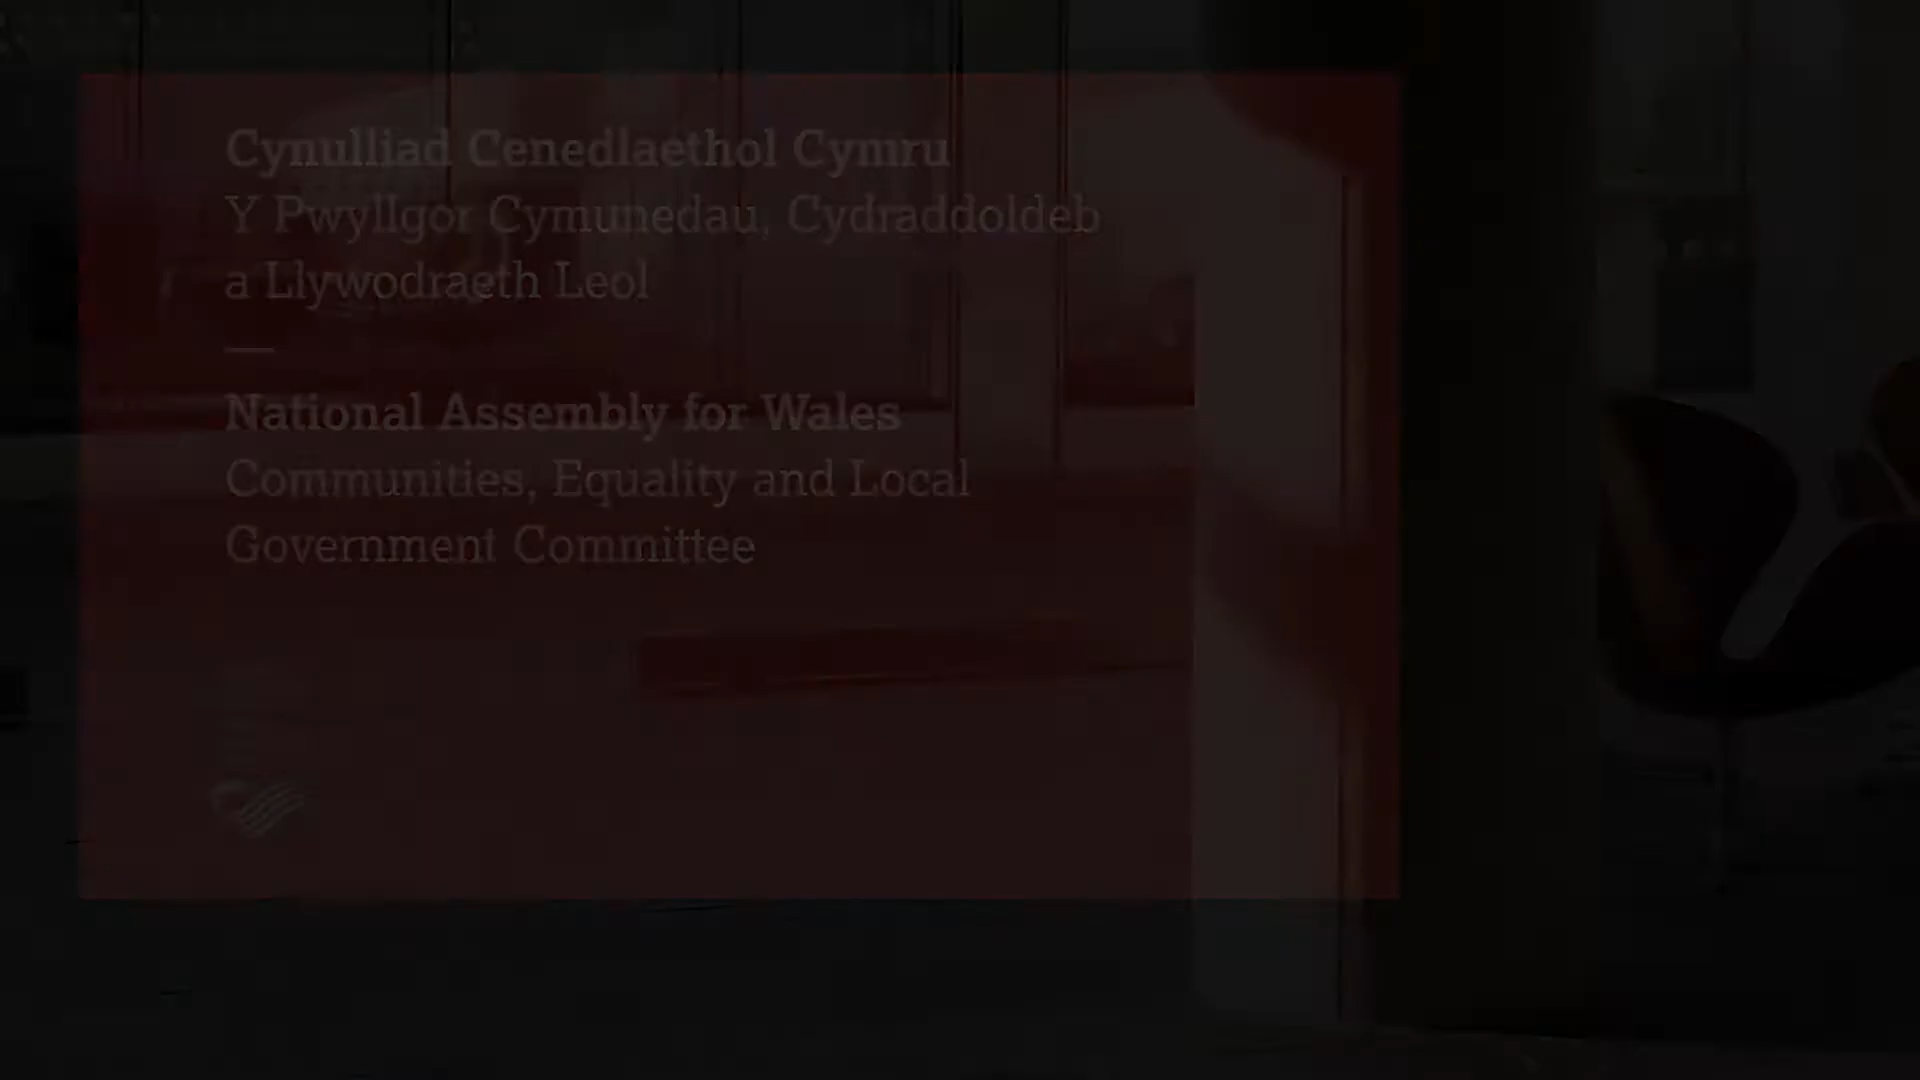 Cynulliad Cenedlaethol Cymru
Y Pwyllgor Cymunedau, Cydraddoldeb
a Llywodraeth Leol
—
National Assembly for Wales
Communities, Equality and Local
Government Committee